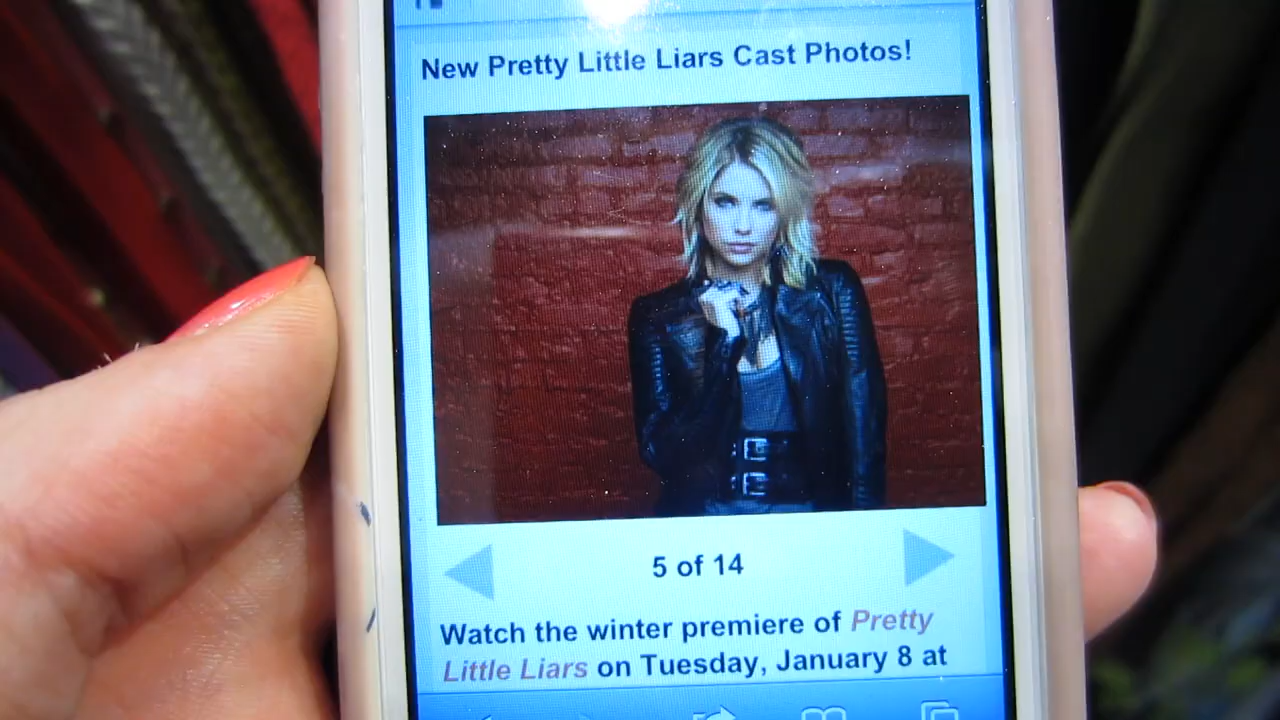 New Pretty Little Liars Cast Photos!
5 of 14
Watch the winter premiere of Pretty
Little Liars on Tuesday, January 8 at